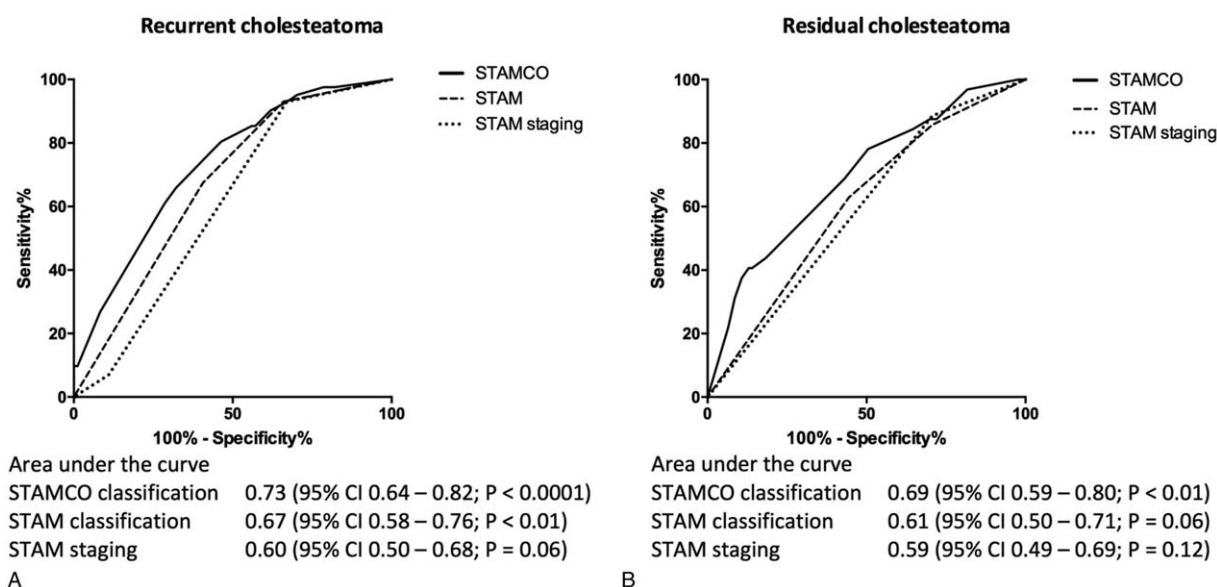 Recurrent cholesteatoma
100
80
60
40
20
0
Sensitivity%
0 50 100
100% - Specificity%
STAMCO
STAM
STAM staging
Area under the curve
STAMCO classification 0.73 (95% CI 0.64 – 0.82; P < 0.0001)
STAM classification 0.67 (95% CI 0.58 – 0.76; P < 0.01)
STAM staging 0.60 (95% CI 0.50 – 0.68; P = 0.06)
A
Residual cholesteatoma
100
80
60
40
20
0
Sensitivity%
0 50 100
100% - Specificity%
STAMCO
STAM
STAM staging
Area under the curve
STAMCO classification 0.69 (95% CI 0.59 – 0.80; P < 0.01)
STAM classification 0.61 (95% CI 0.50 – 0.71; P = 0.06)
STAM staging 0.59 (95% CI 0.49 – 0.69; P = 0.12)
B